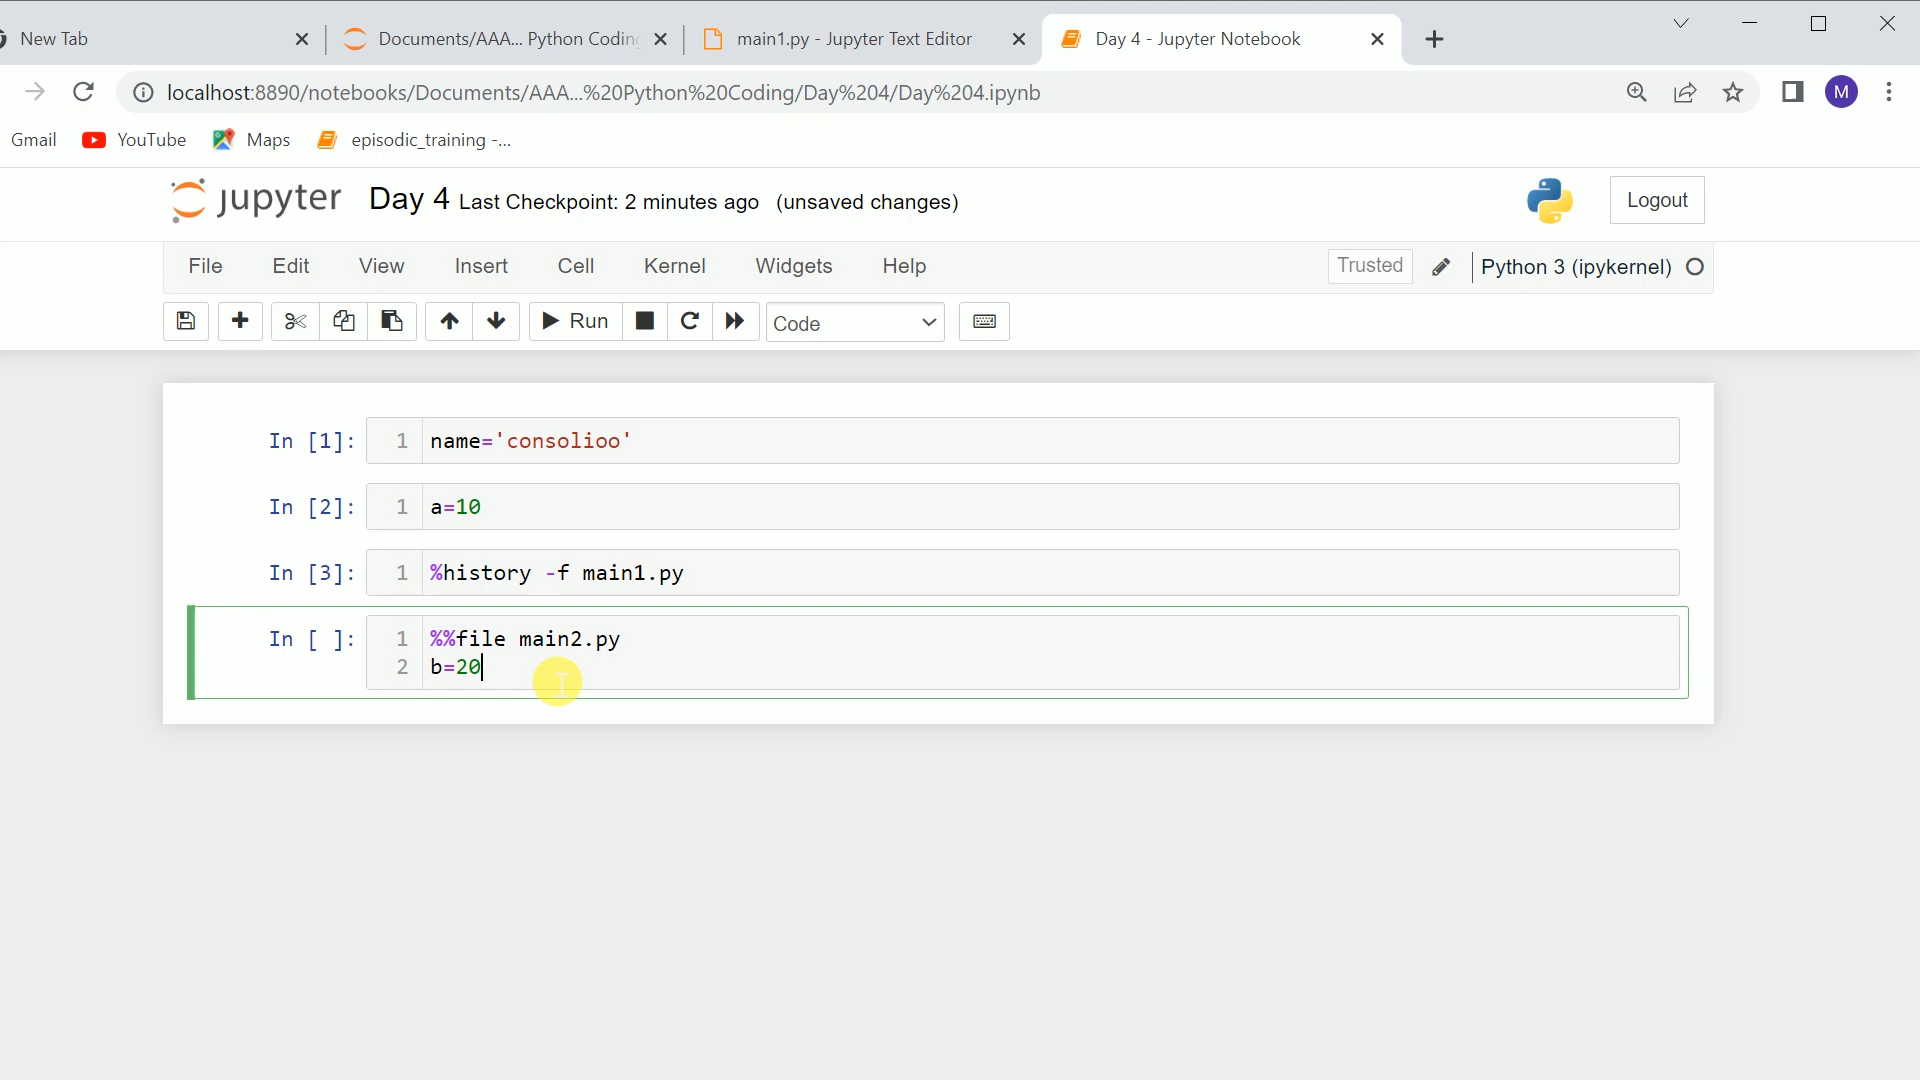 New Tab
Documents/AAA... Python Coding
main1.py - Jupyter Text Editor
Day 4 - Jupyter Notebook
localhost:8890/notebooks/Documents/AAA...%20Python%20Coding/Day%204/Day%204.ipynb
M
Gmail
YouTube
Maps
episodic_training -...
jupyter
Day 4 Last Checkpoint: 2 minutes ago (unsaved changes)
Logout
File Edit View Insert Cell Kernel Widgets Help
Trusted
Python 3 (ipykernel)
Run
Code
In [1]: 1 name='consolioo'
In [2]: 1 a=10
In [3]: 1 %history -f main1.py
In [ ]: 1 %%file main2.py
2 b=20